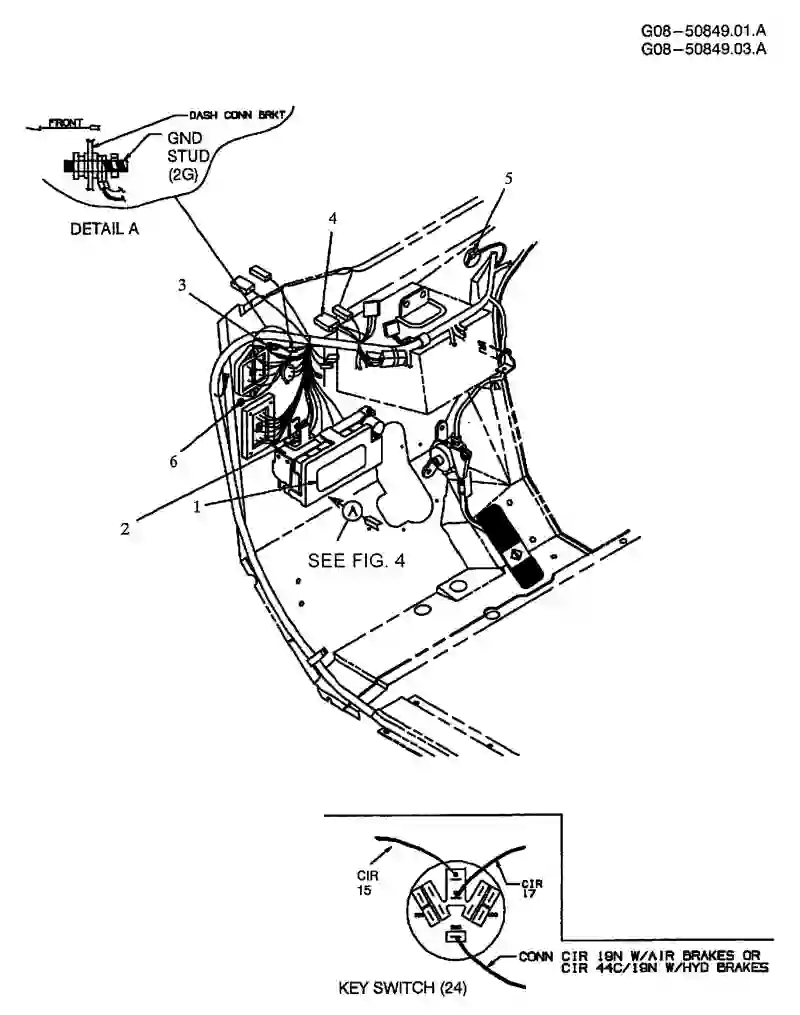 G08-50849.01.A
G08-50849.03.A
FRONT
DASH CONN BRKT
GND
STUD
(2G)
DETAIL A
5
4
3
6
1
2
A
SEE FIG. 4
CIR
15
CIR
17
CONN CIR 19N W/AIR BRAKES OR
CIR 44C/19N W/HYD BRAKES
KEY SWITCH (24)